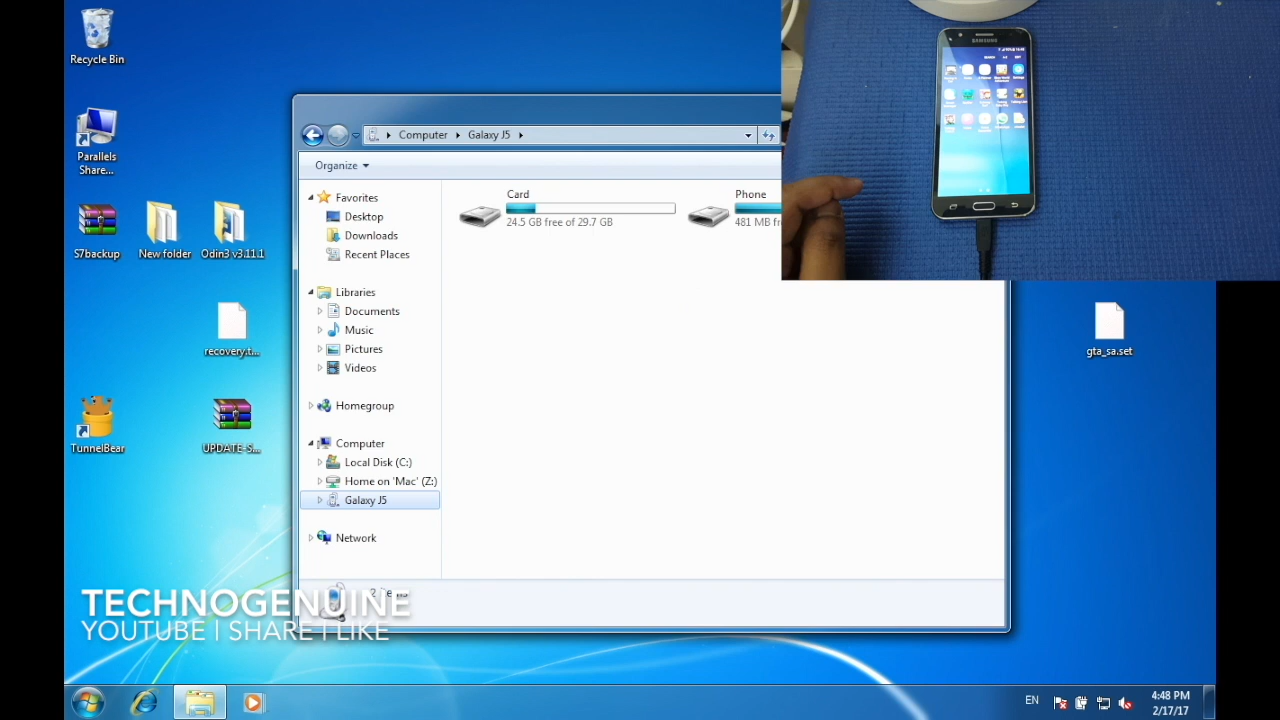 Recycle Bin
Parallels
Share...
S7backup
New folder
Odin3 v3.11.1
recovery.t...
TunnelBear
UPDATE-S...
gta_sa.set
SAMSUNG
Computer
Galaxy J5
Organize
Favorites
Desktop
Downloads
Recent Places
Libraries
Documents
Music
Pictures
Videos
Homegroup
Computer
Local Disk (C:)
Home on 'Mac' (Z:)
Galaxy J5
Network
Card
24.5 GB free of 29.7 GB
Phone
481 MB fr
2 items
TECHNOGENUINE
YOUTUBE | SHARE | LIKE
EN
4:48 PM
2/17/17